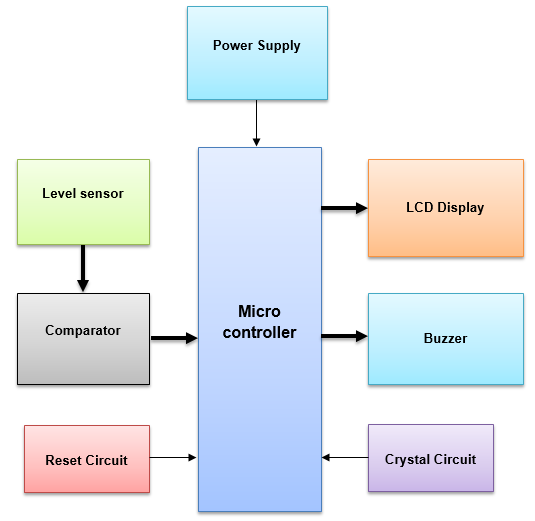 Power Supply
Level sensor
LCD Display
Comparator
Micro
controller
Buzzer
Reset Circuit
Crystal Circuit